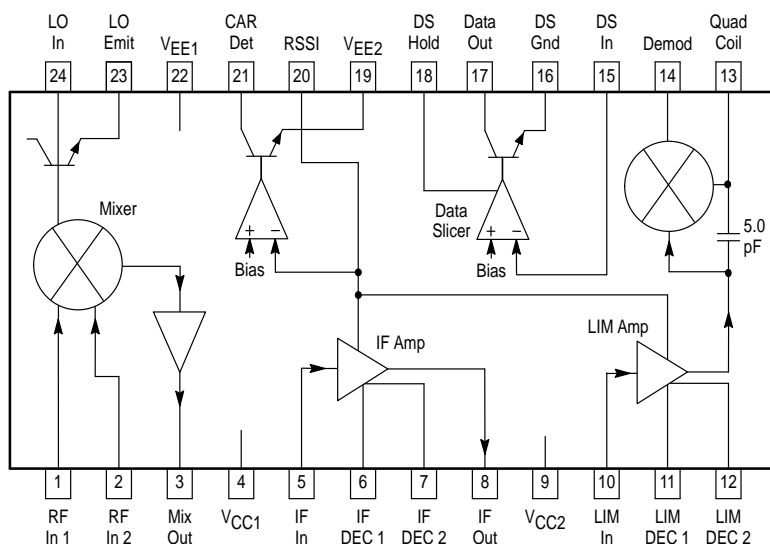 LO In
LO Emit
VEE1
CAR Det
RSSI
VEE2
DS Hold
Data Out
DS Gnd
DS In
Demod
Quad Coil
24
23
22
21
20
19
18
17
16
15
14
13
Mixer
Bias
+ –
Data Slicer
Bias
+ –
5.0 pF
IF Amp
LIM Amp
1
2
3
4
5
6
7
8
9
10
11
12
RF In 1
RF In 2
Mix Out
VCC1
IF In
IF DEC 1
IF DEC 2
IF Out
VCC2
LIM In
LIM DEC 1
LIM DEC 2